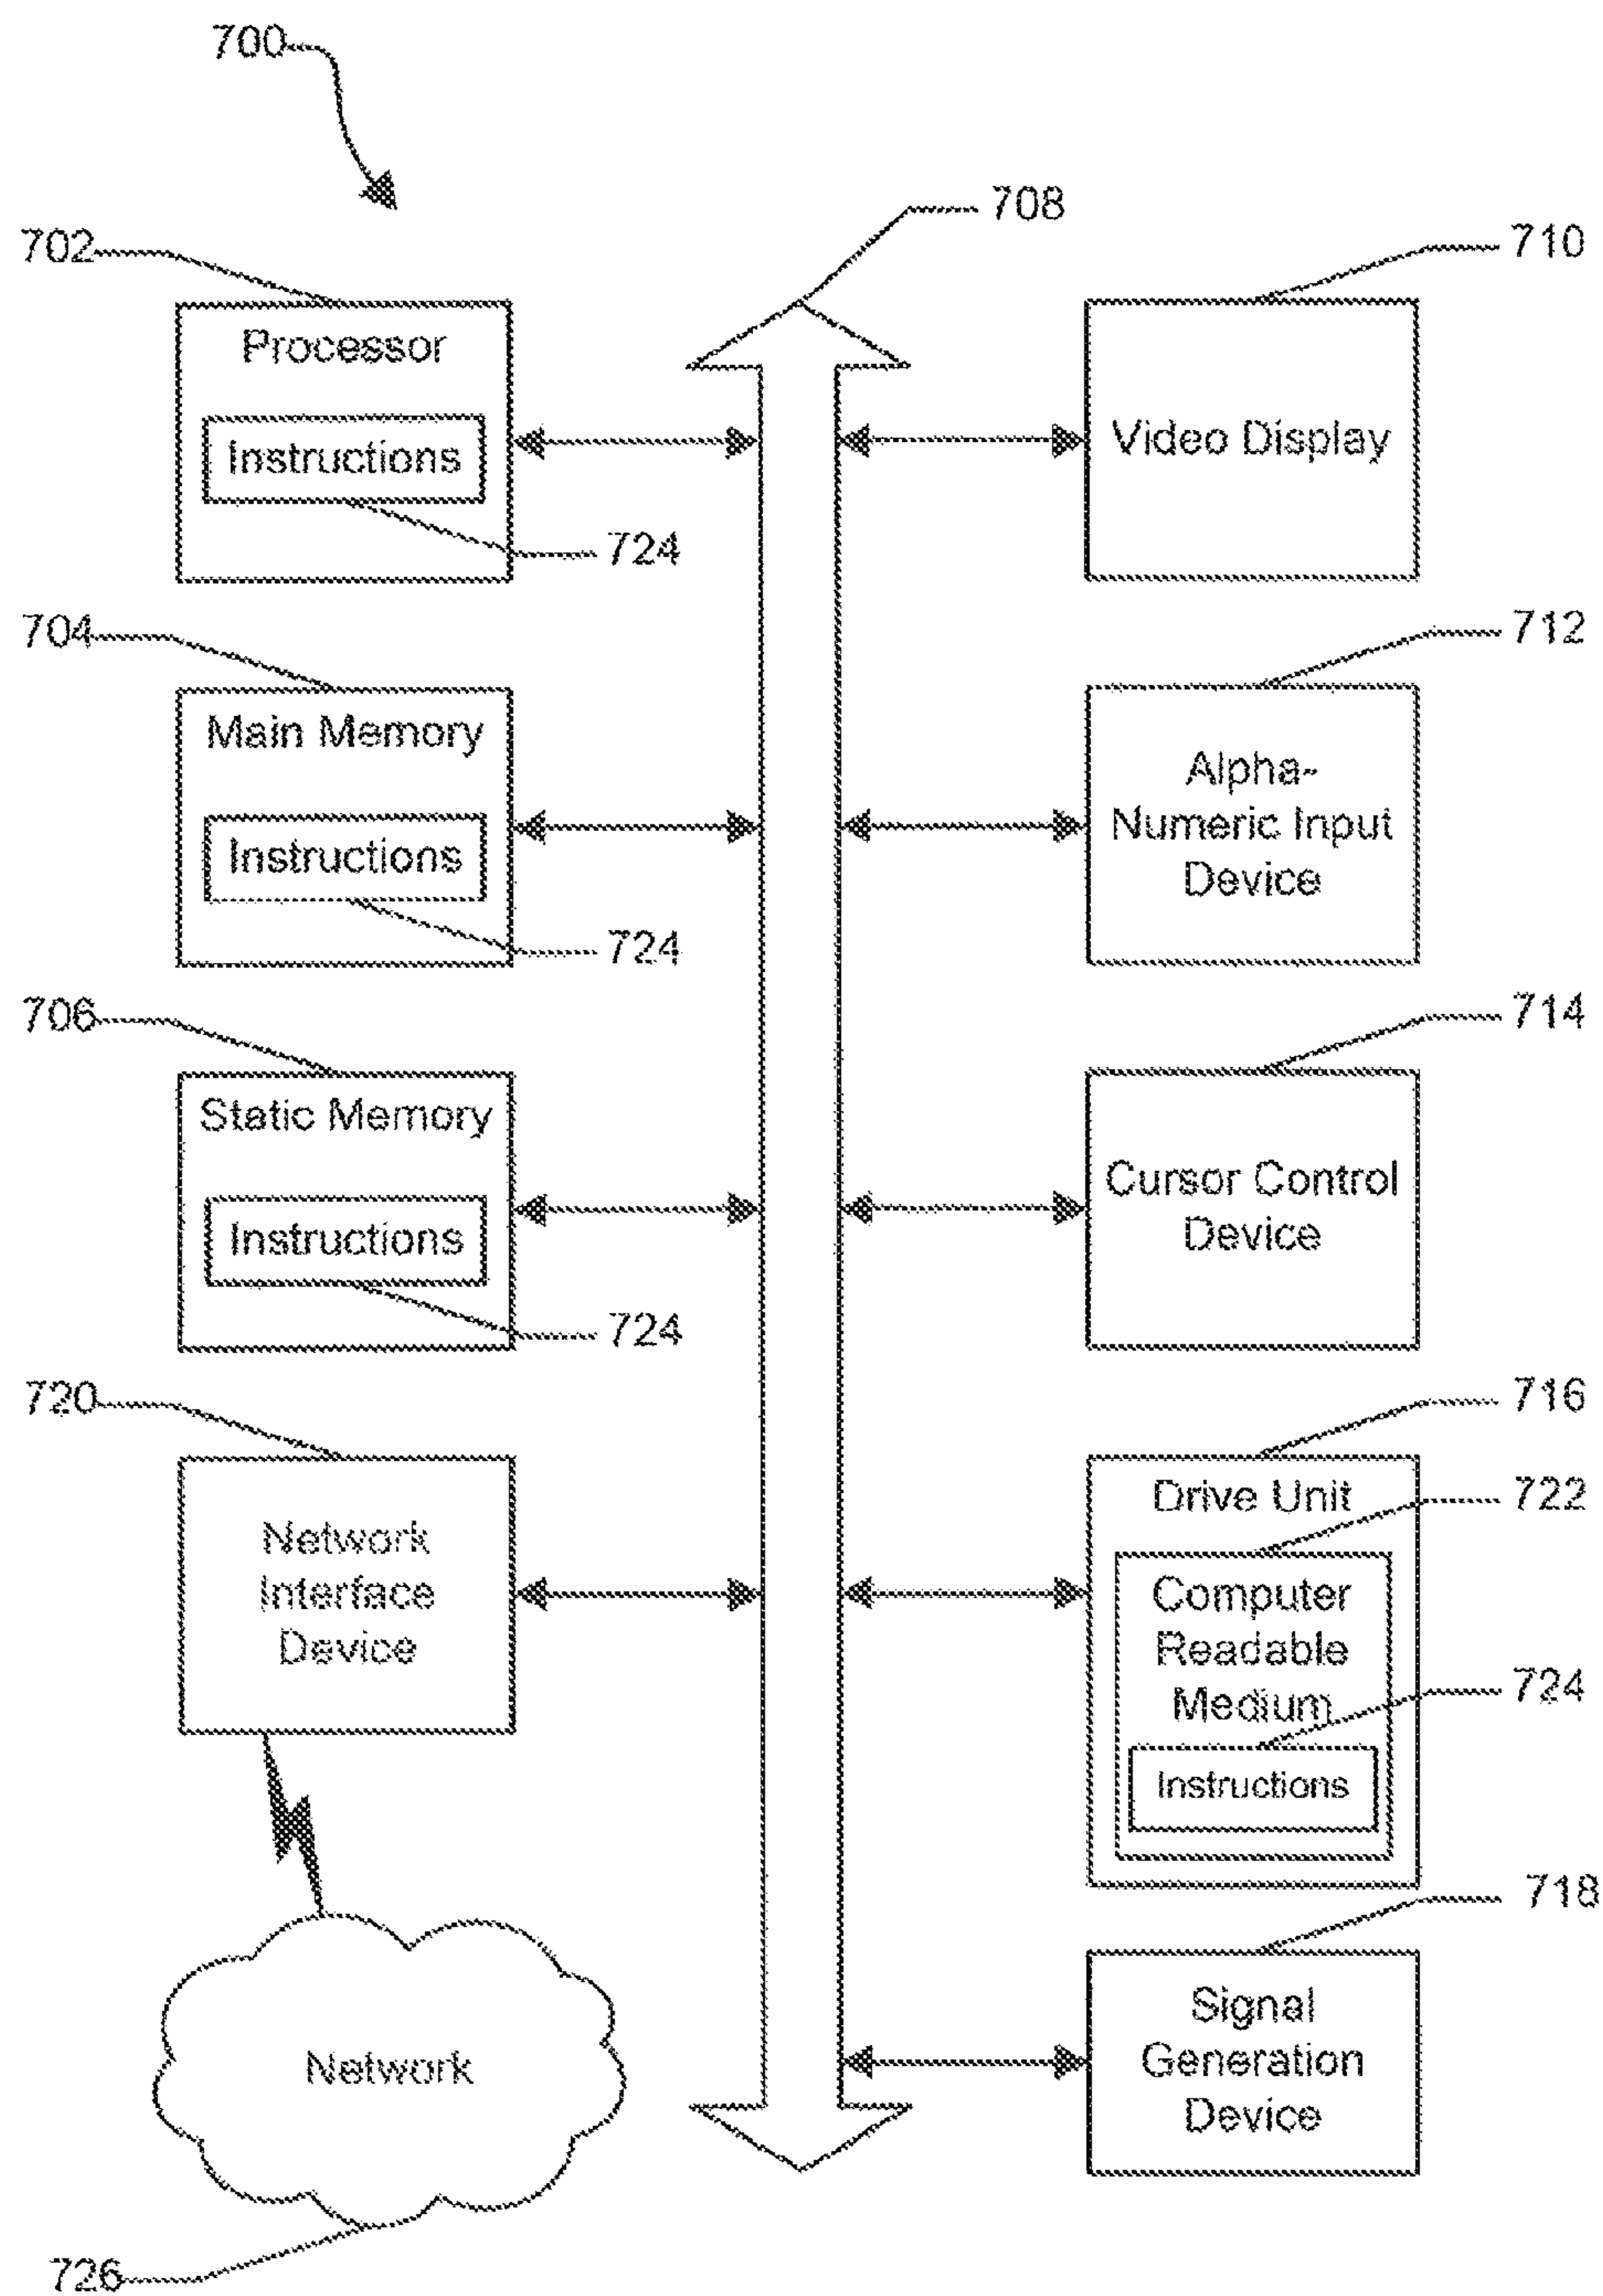 700
708
702
710
Processor
Instructions
Video Display
724
704
712
Main Memory
Instructions
Alpha-
Numeric Input
Device
724
706
714
Static Memory
Instructions
Cursor Control
Device
724
720
716
Network
Interface
Device
Drive Unit
722
Computer
Readable
Medium
724
Instructions
718
Network
Signal
Generation
Device
726